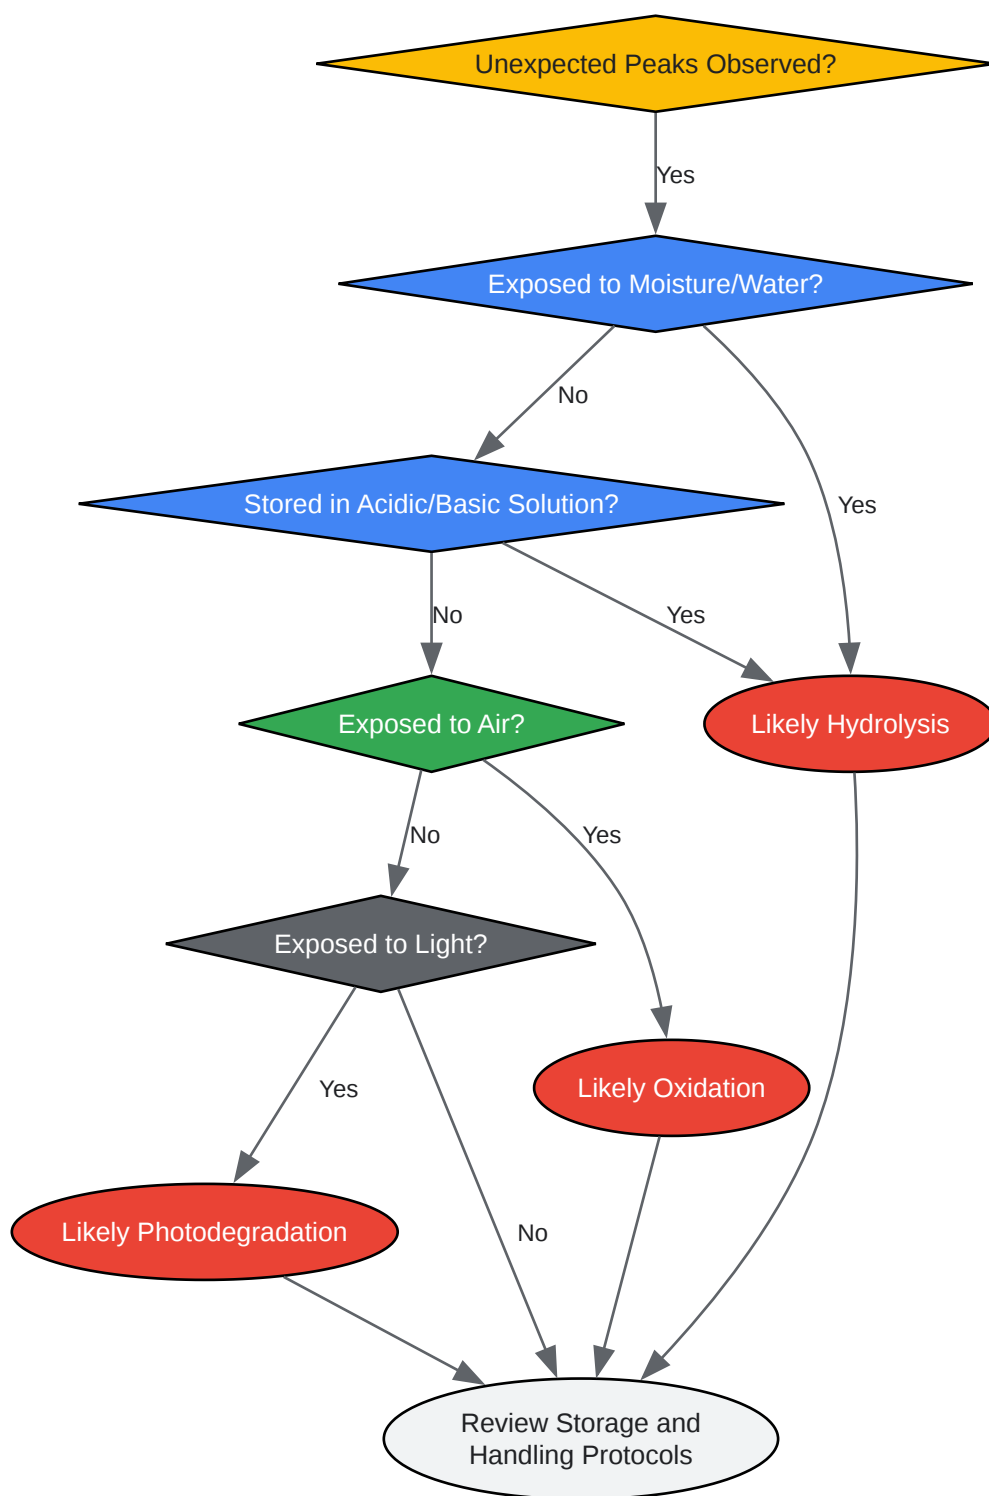 Unexpected Peaks Observed?
Yes
Exposed to Moisture/Water?
No
Stored in Acidic/Basic Solution?
Yes
No
Yes
Exposed to Air?
Likely Hydrolysis
No
Yes
Exposed to Light?
Yes
Likely Oxidation
Likely Photodegradation
No
Review Storage and
Handling Protocols